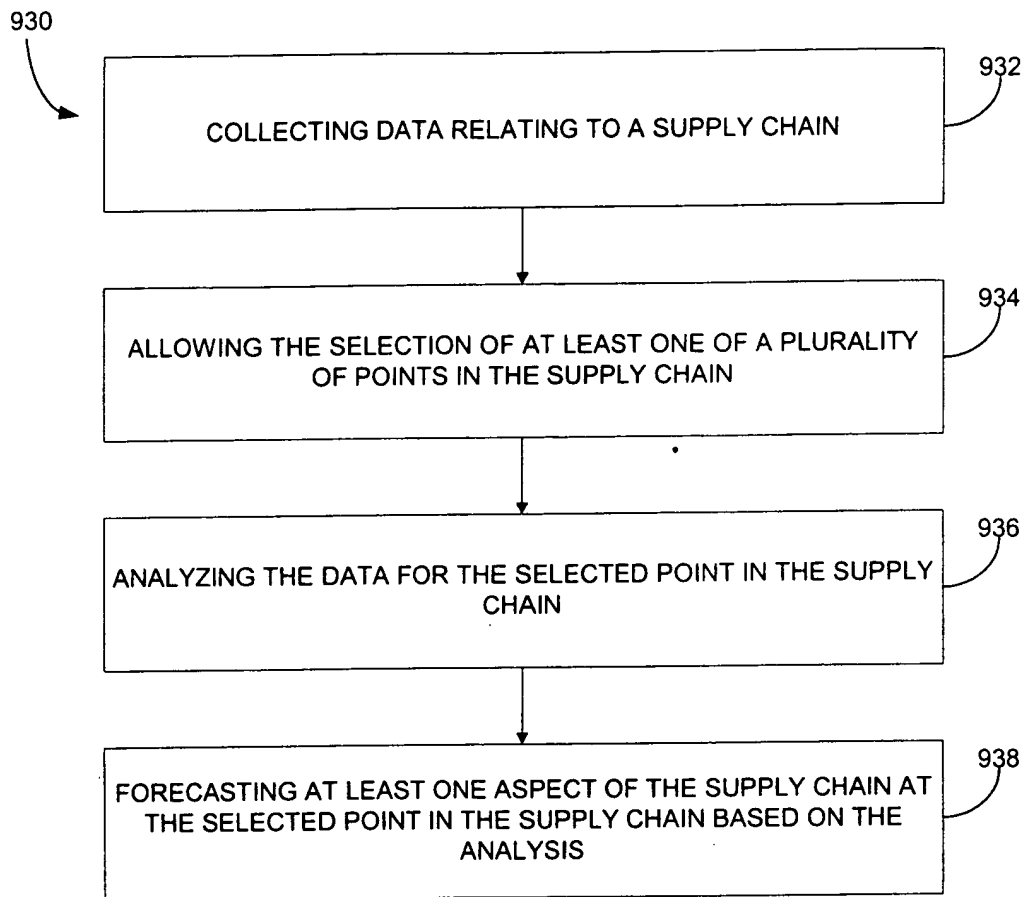 930
932
COLLECTING DATA RELATING TO A SUPPLY CHAIN
934
ALLOWING THE SELECTION OF AT LEAST ONE OF A PLURALITY
OF POINTS IN THE SUPPLY CHAIN
936
ANALYZING THE DATA FOR THE SELECTED POINT IN THE SUPPLY
CHAIN
938
FORECASTING AT LEAST ONE ASPECT OF THE SUPPLY CHAIN AT
THE SELECTED POINT IN THE SUPPLY CHAIN BASED ON THE
ANALYSIS